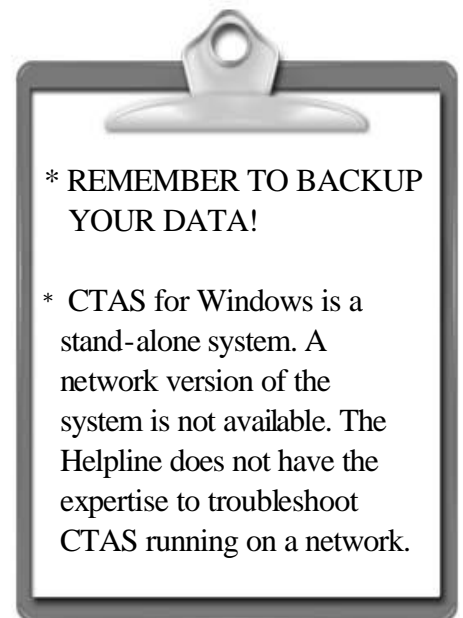 * REMEMBER TO BACKUP
YOUR DATA!
* CTAS for Windows is a
stand-alone system. A
network version of the
system is not available. The
Helpline does not have the
expertise to troubleshoot
CTAS running on a network.